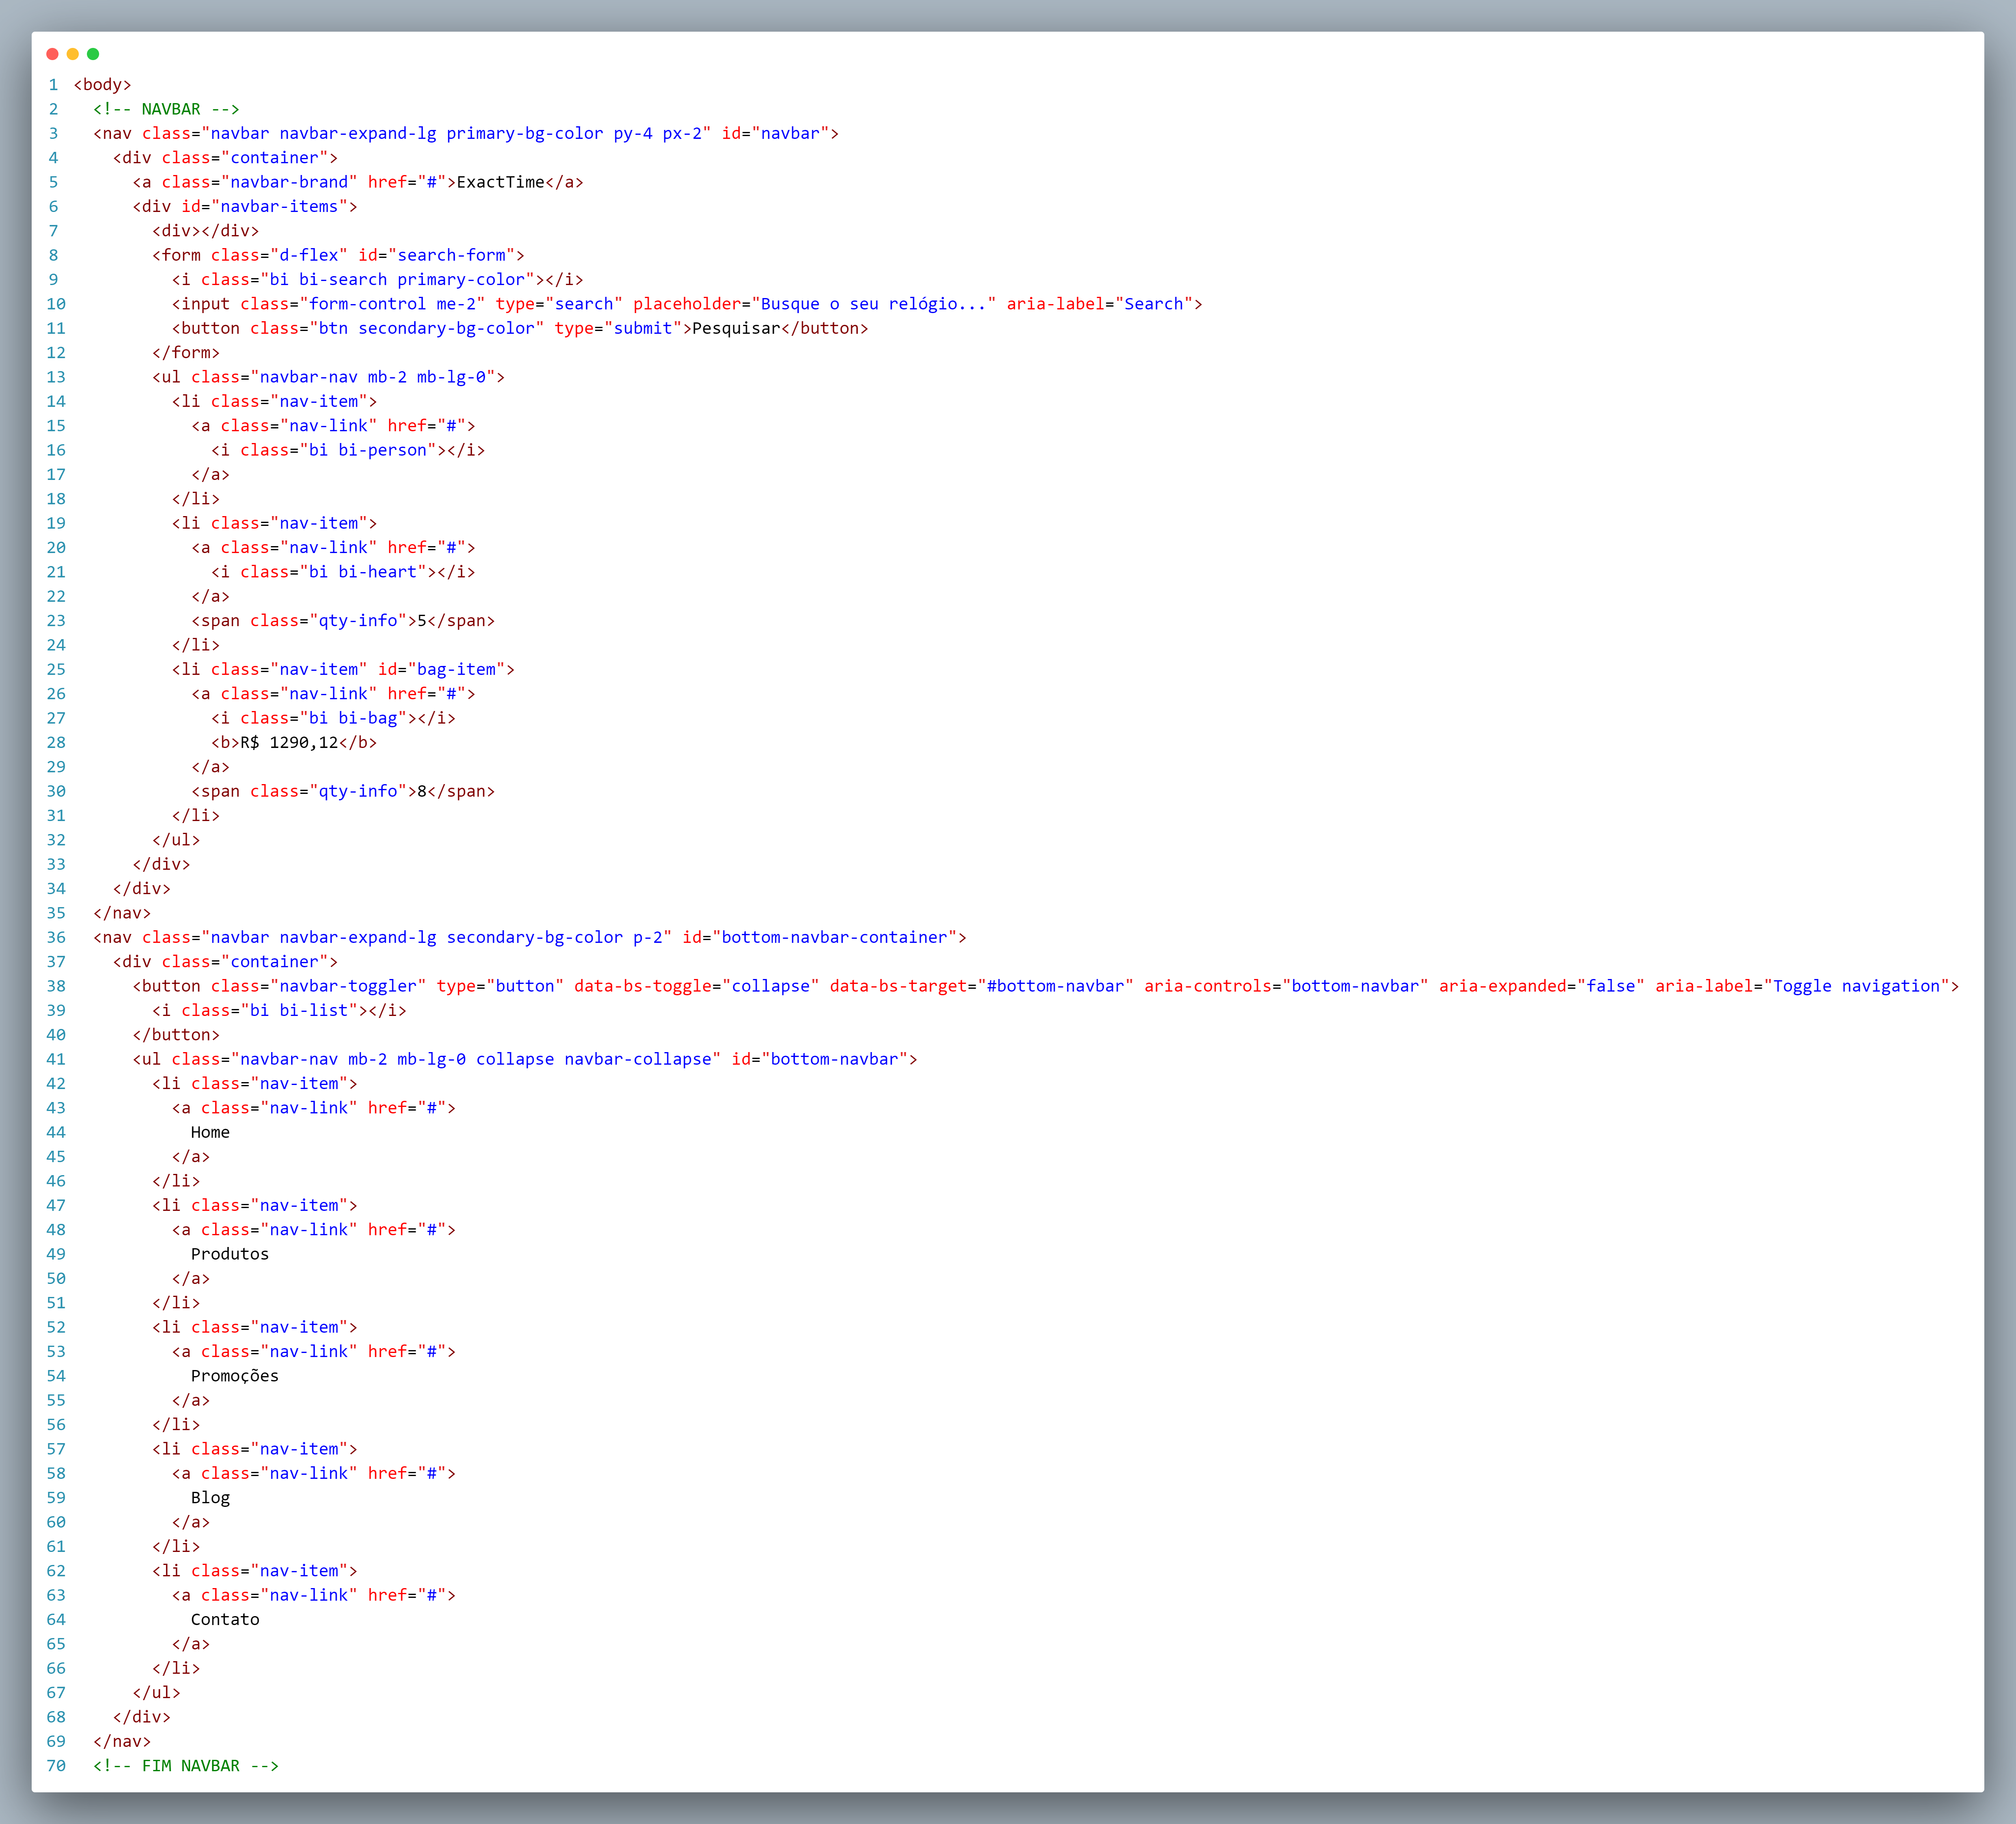 1 <body>
2   <!-- NAVBAR -->
3   <nav class="navbar navbar-expand-lg primary-bg-color py-4 px-2" id="navbar">
4     <div class="container">
5       <a class="navbar-brand" href="#">ExactTime</a>
6       <div id="navbar-items">
7         <div></div>
8         <form class="d-flex" id="search-form">
9           <i class="bi bi-search primary-color"></i>
10           <input class="form-control me-2" type="search" placeholder="Busque o seu relógio..." aria-label="Search">
11           <button class="btn secondary-bg-color" type="submit">Pesquisar</button>
12         </form>
13         <ul class="navbar-nav mb-2 mb-lg-0">
14           <li class="nav-item">
15             <a class="nav-link" href="#">
16               <i class="bi bi-person"></i>
17             </a>
18           </li>
19           <li class="nav-item">
20             <a class="nav-link" href="#">
21               <i class="bi bi-heart"></i>
22             </a>
23             <span class="qty-info">5</span>
24           </li>
25           <li class="nav-item" id="bag-item">
26             <a class="nav-link" href="#">
27               <i class="bi bi-bag"></i>
28               <b>R$ 1290,12</b>
29             </a>
30             <span class="qty-info">8</span>
31           </li>
32         </ul>
33       </div>
34     </div>
35   </nav>
36   <nav class="navbar navbar-expand-lg secondary-bg-color p-2" id="bottom-navbar-container">
37     <div class="container">
38       <button class="navbar-toggler" type="button" data-bs-toggle="collapse" data-bs-target="#bottom-navbar" aria-controls="bottom-navbar" aria-expanded="false" aria-label="Toggle navigation">
39         <i class="bi bi-list"></i>
40       </button>
41       <ul class="navbar-nav mb-2 mb-lg-0 collapse navbar-collapse" id="bottom-navbar">
42         <li class="nav-item">
43           <a class="nav-link" href="#">
44             Home
45           </a>
46         </li>
47         <li class="nav-item">
48           <a class="nav-link" href="#">
49             Produtos
50           </a>
51         </li>
52         <li class="nav-item">
53           <a class="nav-link" href="#">
54             Promoções
55           </a>
56         </li>
57         <li class="nav-item">
58           <a class="nav-link" href="#">
59             Blog
60           </a>
61         </li>
62         <li class="nav-item">
63           <a class="nav-link" href="#">
64             Contato
65           </a>
66         </li>
67       </ul>
68     </div>
69   </nav>
70   <!-- FIM NAVBAR -->